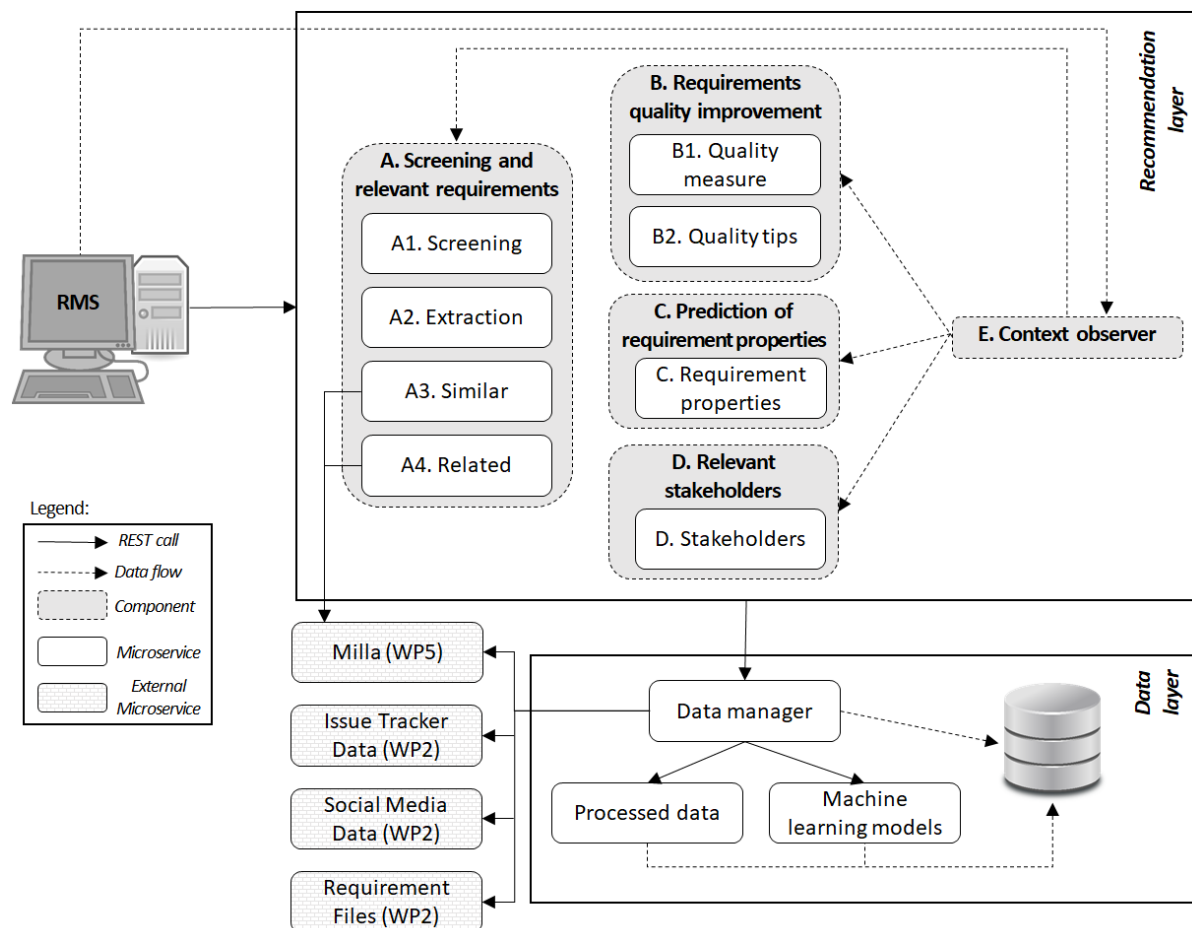 Recommendation
layer
B. Requirements
quality improvement
B1. Quality
measure
B2. Quality tips
A. Screening and
relevant requirements
A1. Screening
A2. Extraction
A3. Similar
A4. Related
RMS
C. Prediction of
requirement properties
C. Requirement
properties
E. Context observer
D. Relevant
stakeholders
D. Stakeholders
Legend:
REST call
Data flow
Component
Microservice
External
Microservice
Milla (WP5)
Issue Tracker
Data (WP2)
Social Media
Data (WP2)
Requirement
Files (WP2)
Data
layer
Data manager
Processed data
Machine
learning models